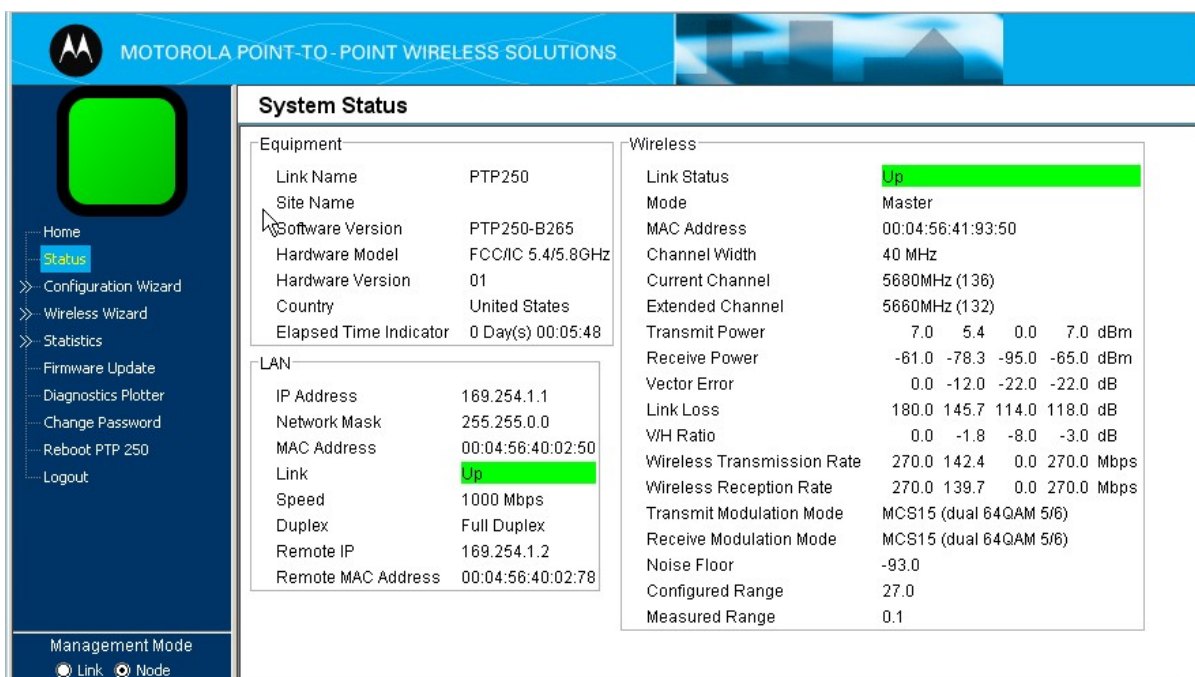 MOTOROLA POINT-TO-POINT WIRELESS SOLUTIONS
Home
Status
Configuration Wizard
Wireless Wizard
Statistics
Firmware Update
Diagnostics Plotter
Change Password
Reboot PTP 250
Logout
Management Mode
Link Node
System Status
Equipment
Link Name PTP250
Site Name
Software Version PTP250-B265
Hardware Model FCC/IC 5.4/5.8GHz
Hardware Version 01
Country United States
Elapsed Time Indicator 0 Day(s) 00:05:48
LAN
IP Address 169.254.1.1
Network Mask 255.255.0.0
MAC Address 00:04:56:40:02:50
Link Up
Speed 1000 Mbps
Duplex Full Duplex
Remote IP 169.254.1.2
Remote MAC Address 00:04:56:40:02:78
Wireless
Link Status Up
Mode Master
MAC Address 00:04:56:41:93:50
Channel Width 40 MHz
Current Channel 5680MHz (136)
Extended Channel 5660MHz (132)
Transmit Power 7.0 5.4 0.0 7.0 dBm
Receive Power -61.0 -78.3 -95.0 -65.0 dBm
Vector Error 0.0 -12.0 -22.0 -22.0 dB
Link Loss 180.0 145.7 114.0 118.0 dB
V/H Ratio 0.0 -1.8 -8.0 -3.0 dB
Wireless Transmission Rate 270.0 142.4 0.0 270.0 Mbps
Wireless Reception Rate 270.0 139.7 0.0 270.0 Mbps
Transmit Modulation Mode MCS15 (dual 64QAM 5/6)
Receive Modulation Mode MCS15 (dual 64QAM 5/6)
Noise Floor -93.0
Configured Range 27.0
Measured Range 0.1